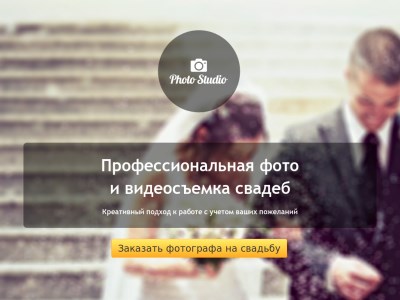 Photo Studio
Профессиональная фото
и видеосъемка свадеб
Креативный подход к работе с учетом ваших пожеланий
Заказать фотографа на свадьбу